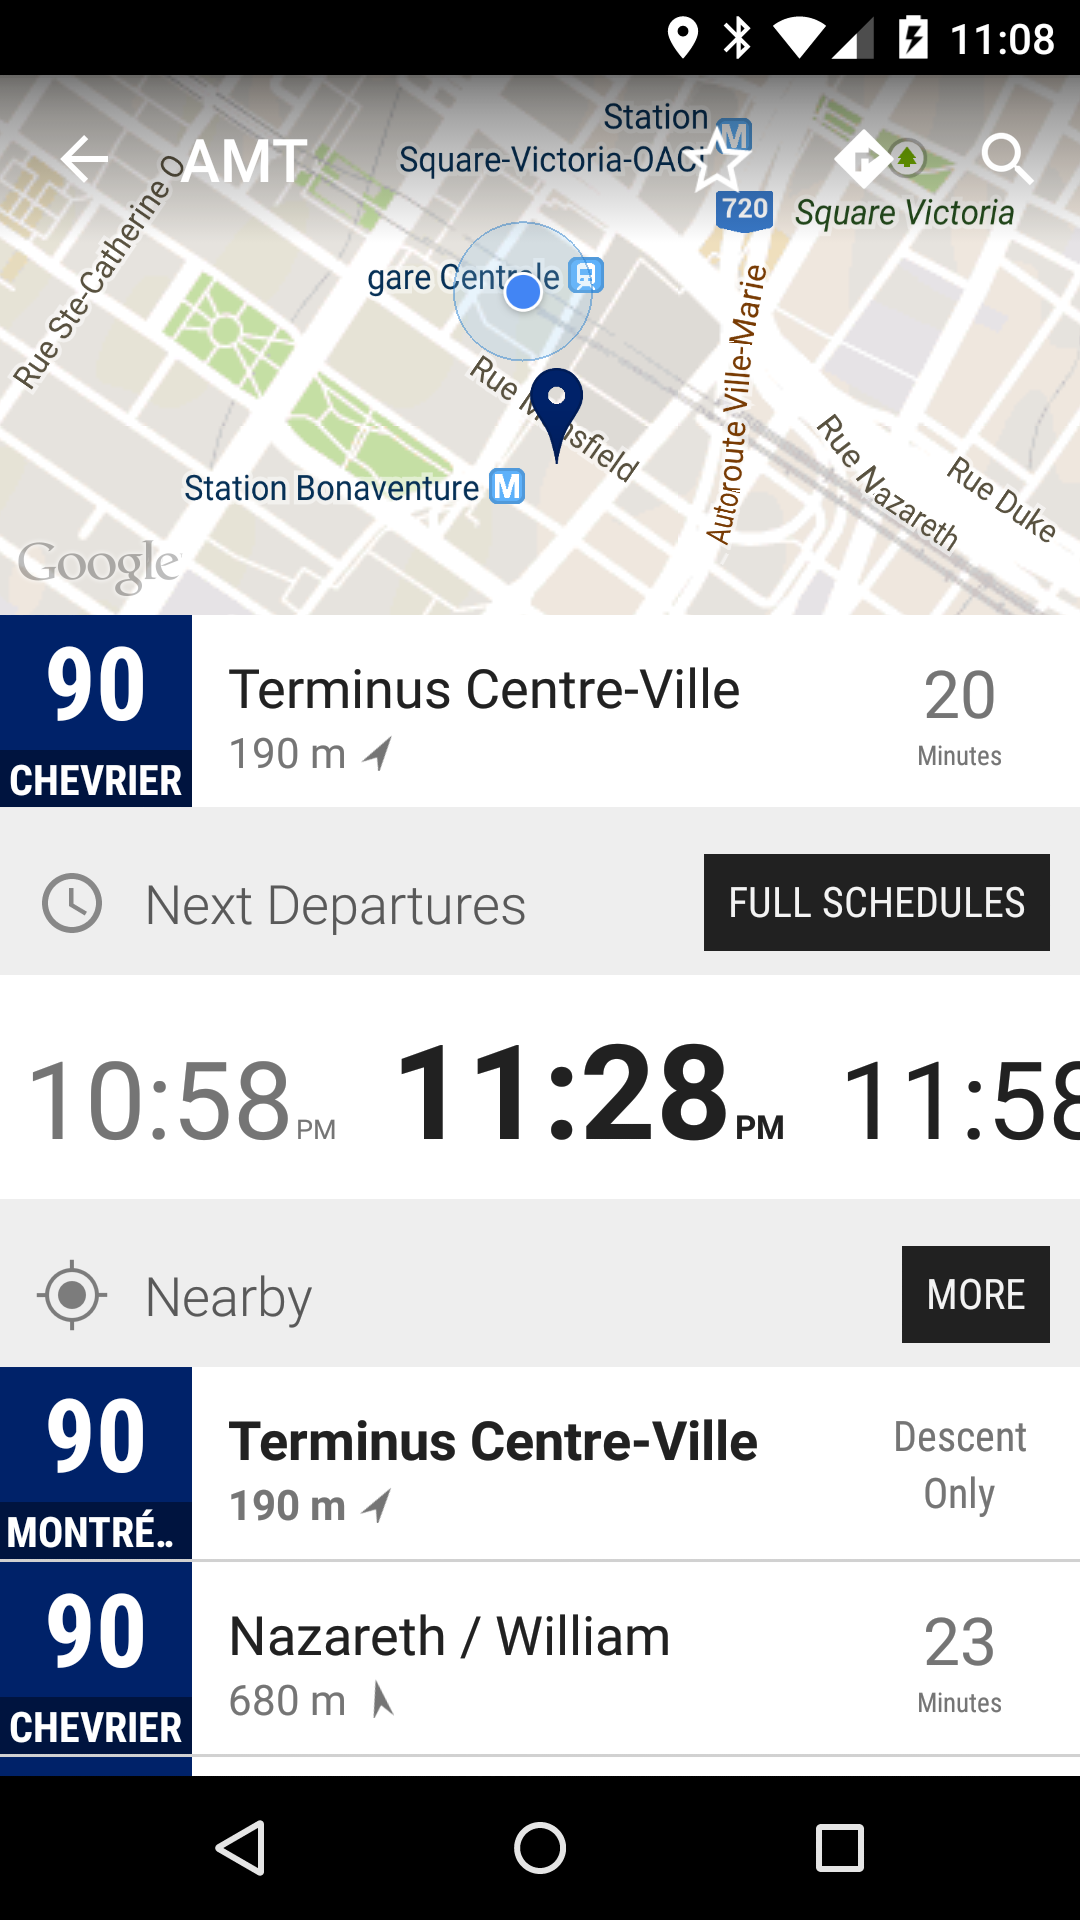 11:08
Station
Square-Victoria-OACI
M
AMT
720
Square Victoria
gare Centrale
Rue Ste-Catherine O
Autoroute Ville-Marie
Rue Mansfield
Rue Nazareth
Rue Duke
Station Bonaventure M
Google
90
CHEVRIER
Terminus Centre-Ville
190 m
20
Minutes
Next Departures
FULL SCHEDULES
10:58 PM
11:28 PM
11:58
Nearby
MORE
90
MONTRÉ..
Terminus Centre-Ville
190 m
Descent
Only
90
CHEVRIER
Nazareth / William
680 m
23
Minutes